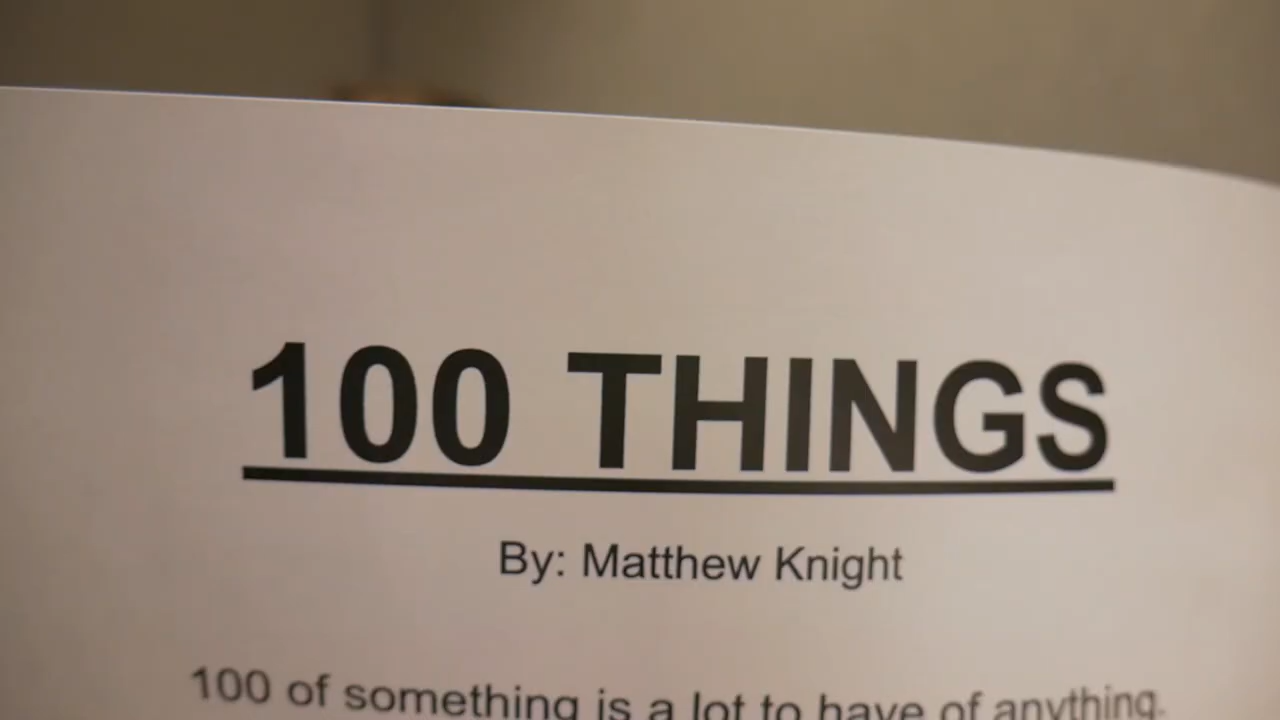 100 THINGS
By: Matthew Knight
100 of something is a lot to have of anything.